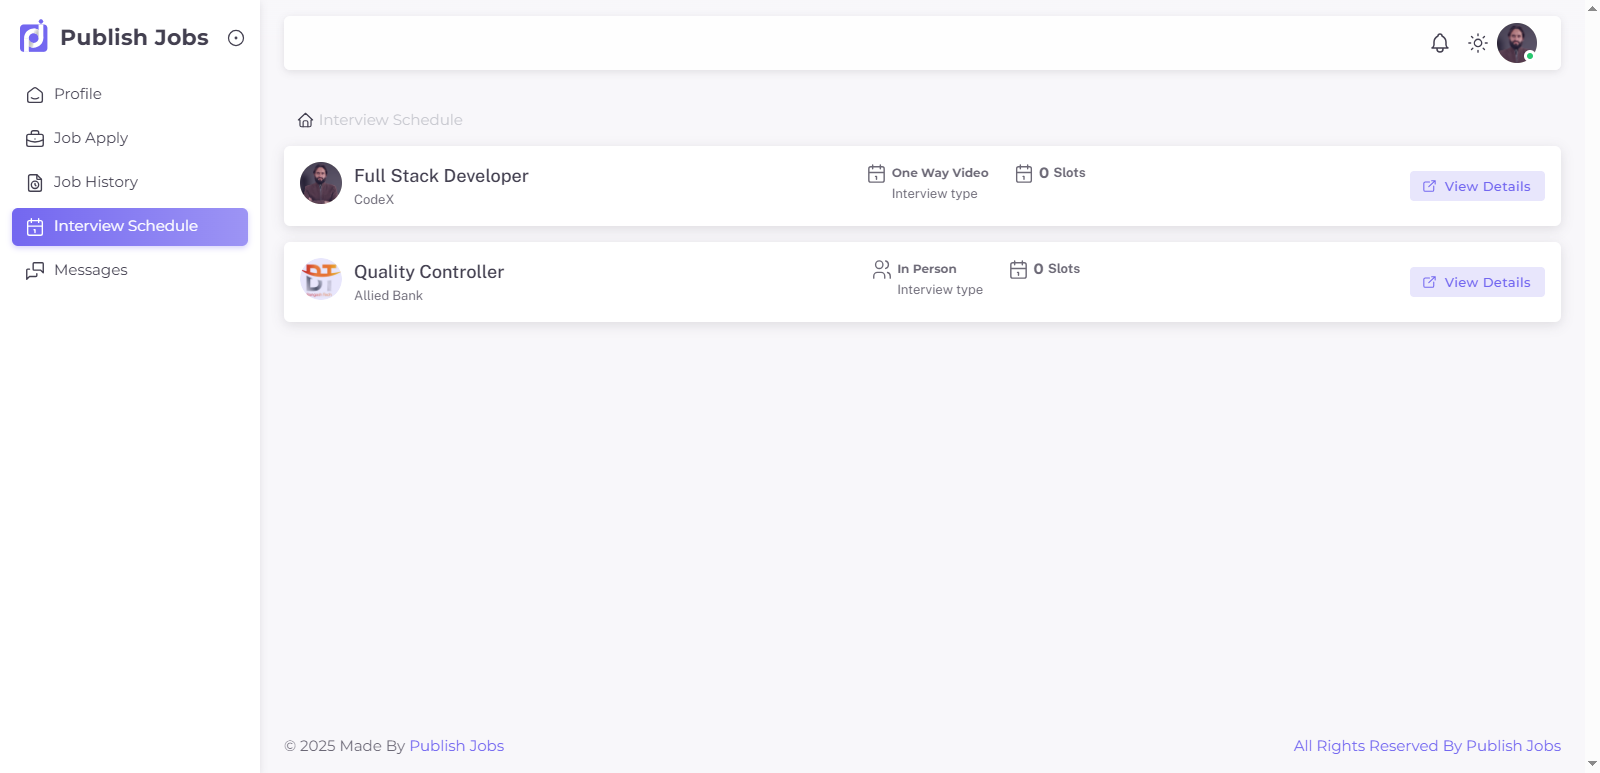 Publish Jobs
Profile
Job Apply
Job History
Interview Schedule
Messages
Interview Schedule
Full Stack Developer
CodeX
One Way Video
Interview type
0 Slots
View Details
Quality Controller
Allied Bank
In Person
Interview type
0 Slots
View Details
© 2025 Made By Publish Jobs
All Rights Reserved By Publish Jobs